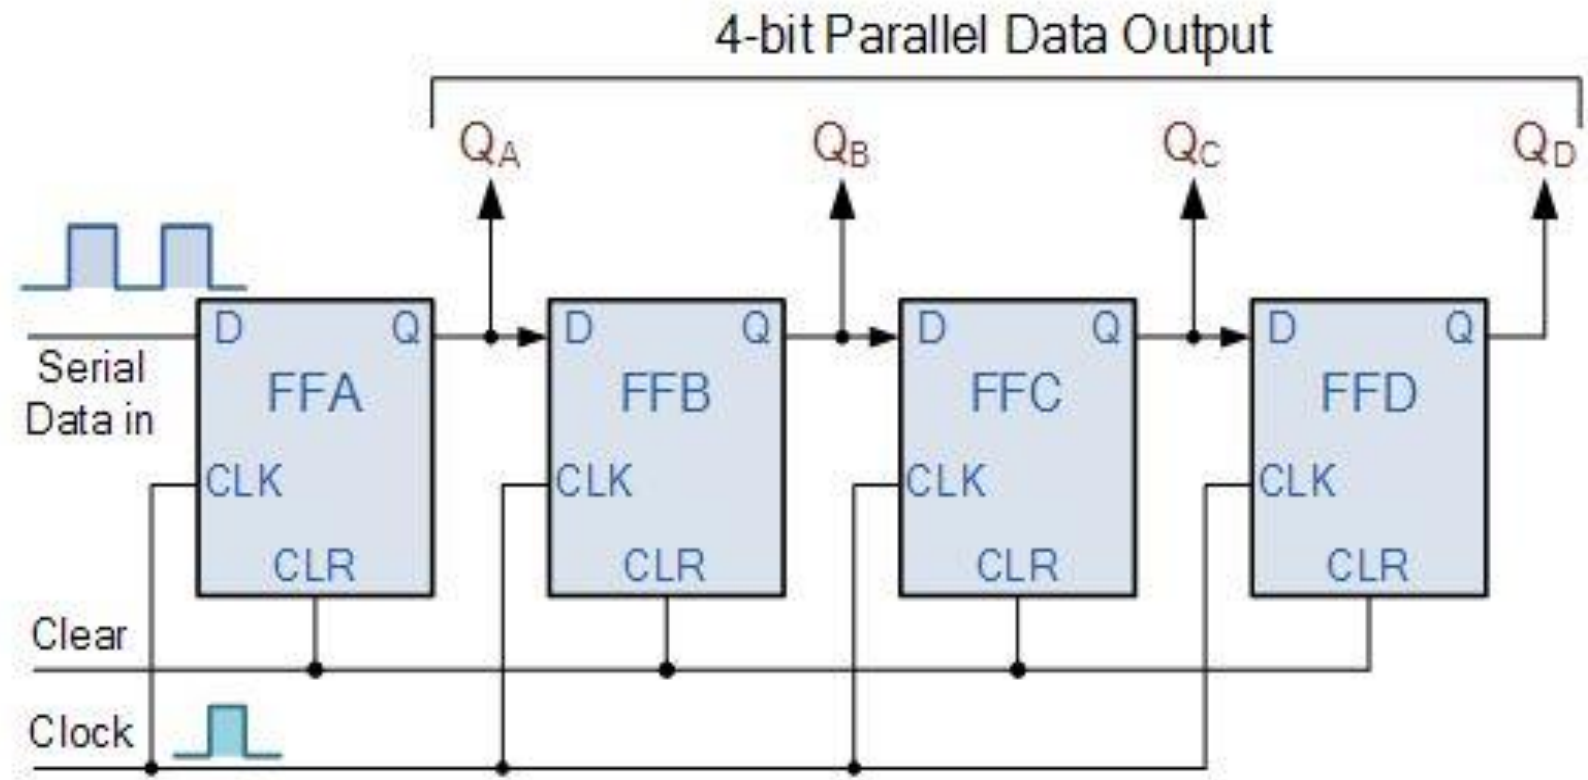 4-bit Parallel Data Output
QA QB QC QD
D Q D Q D Q D Q
Serial
Data in
FFA FFB FFC FFD
CLK CLK CLK CLK
CLR CLR CLR CLR
Clear
Clock